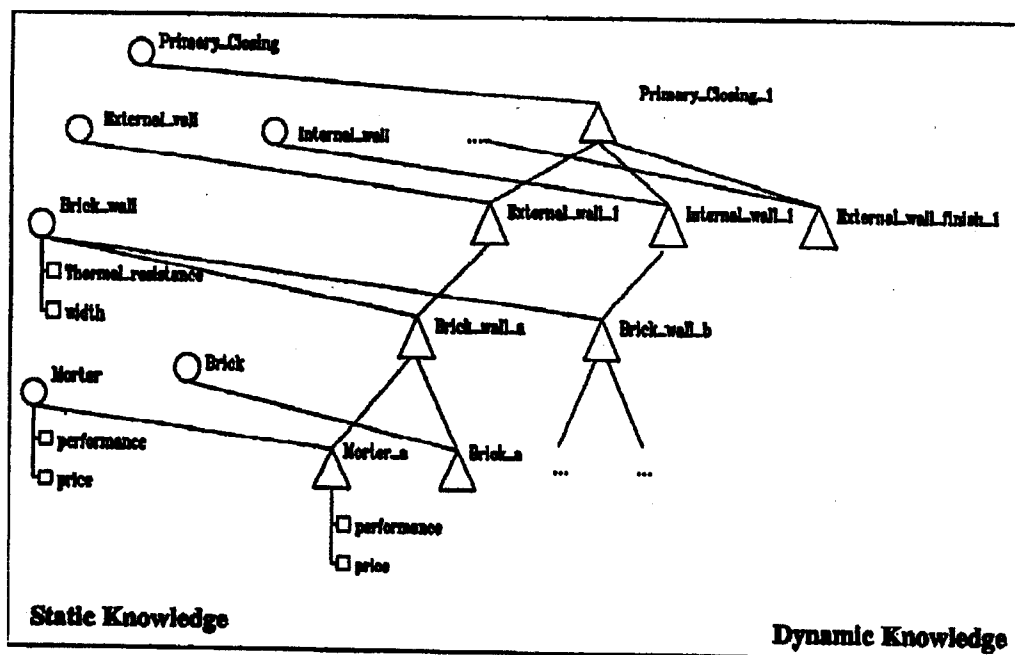 Primary_Closing
Primary_Closing_1
External_wall
Internal_wall
....
Brick_wall
External_wall_1
Internal_wall_1
External_wall_finish_1
Thermal_resistance
width
Brick_wall_a
Brick_wall_b
Morter
Brick
performance
price
Morter_a
Brick_a
...
...
performance
price
Static Knowledge
Dynamic Knowledge